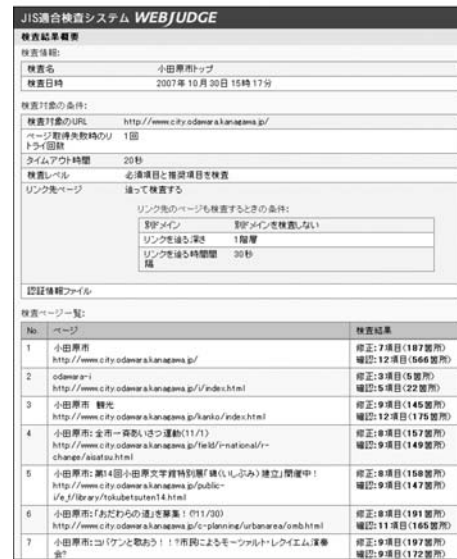 JIS適合検査システム WEBJUDGE
検査結果概要
検査情報:
検査名 小田原市トップ
検査日時 2007年10月30日15時17分
検査対象の条件:
検査対象のURL http://www.city.odawara.kanagawa.jp/
ページ取得失敗時のリ 1回
トライ回数
タイムアウト時間 20秒
検査レベル 必須項目と推奨項目を検査
リンク先ページ 辿って検査する
リンク先のページも検査するときの条件:
別ドメイン 別ドメインを検査しない
リンクを辿る深さ 1階層
リンクを辿る時間間 30秒
隔
認証情報ファイル
検査ページ一覧:
No. ページ 検査結果
1 小田原市 修正:7項目(187箇所)
http://www.city.odawara.kanagawa.jp/ 確認:12項目(566箇所)
2 odawara-i 修正:3項目(5箇所)
http://www.city.odawara.kanagawa.jp/i/index.html 確認:5項目(22箇所)
3 小田原市 観光 修正:9項目(145箇所)
http://www.city.odawara.kanagawa.jp/kanko/index.html 確認:12項目(175箇所)
4 小田原市:全市一斉あいさつ運動(11/1) 修正:8項目(157箇所)
http://www.city.odawara.kanagawa.jp/field/r-national/r- 確認:9項目(149箇所)
change/aisatsu.html
5 小田原市:第14回小田原文学館特別展「碑(いしぶみ)建立」開催中! 修正:8項目(158箇所)
http://www.city.odawara.kanagawa.jp/public- 確認:9項目(147箇所)
i/e_f/library/tokubetsuten14.html
6 小田原市:「おだわらの道」を募集!(11/30) 修正:8項目(191箇所)
http://www.city.odawara.kanagawa.jp/c-planning/urbanarea/omb.html 確認:11項目(165箇所)
7 小田原市:コバケンと歌おう!!?市民によるモーツァルト・レクイエム演奏 修正:9項目(197箇所)
会? 確認:9項目(172箇所)